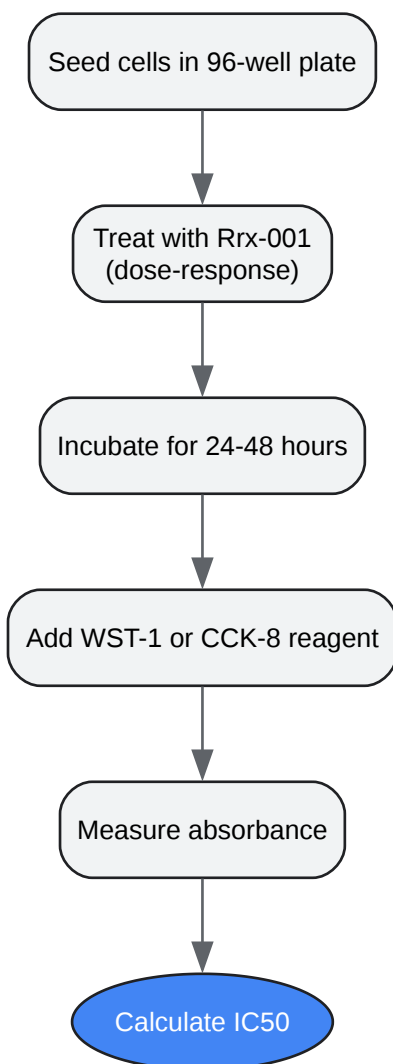 Seed cells in 96-well plate
Treat with Rrx-001
(dose-response)
Incubate for 24-48 hours
Add WST-1 or CCK-8 reagent
Measure absorbance
Calculate IC50